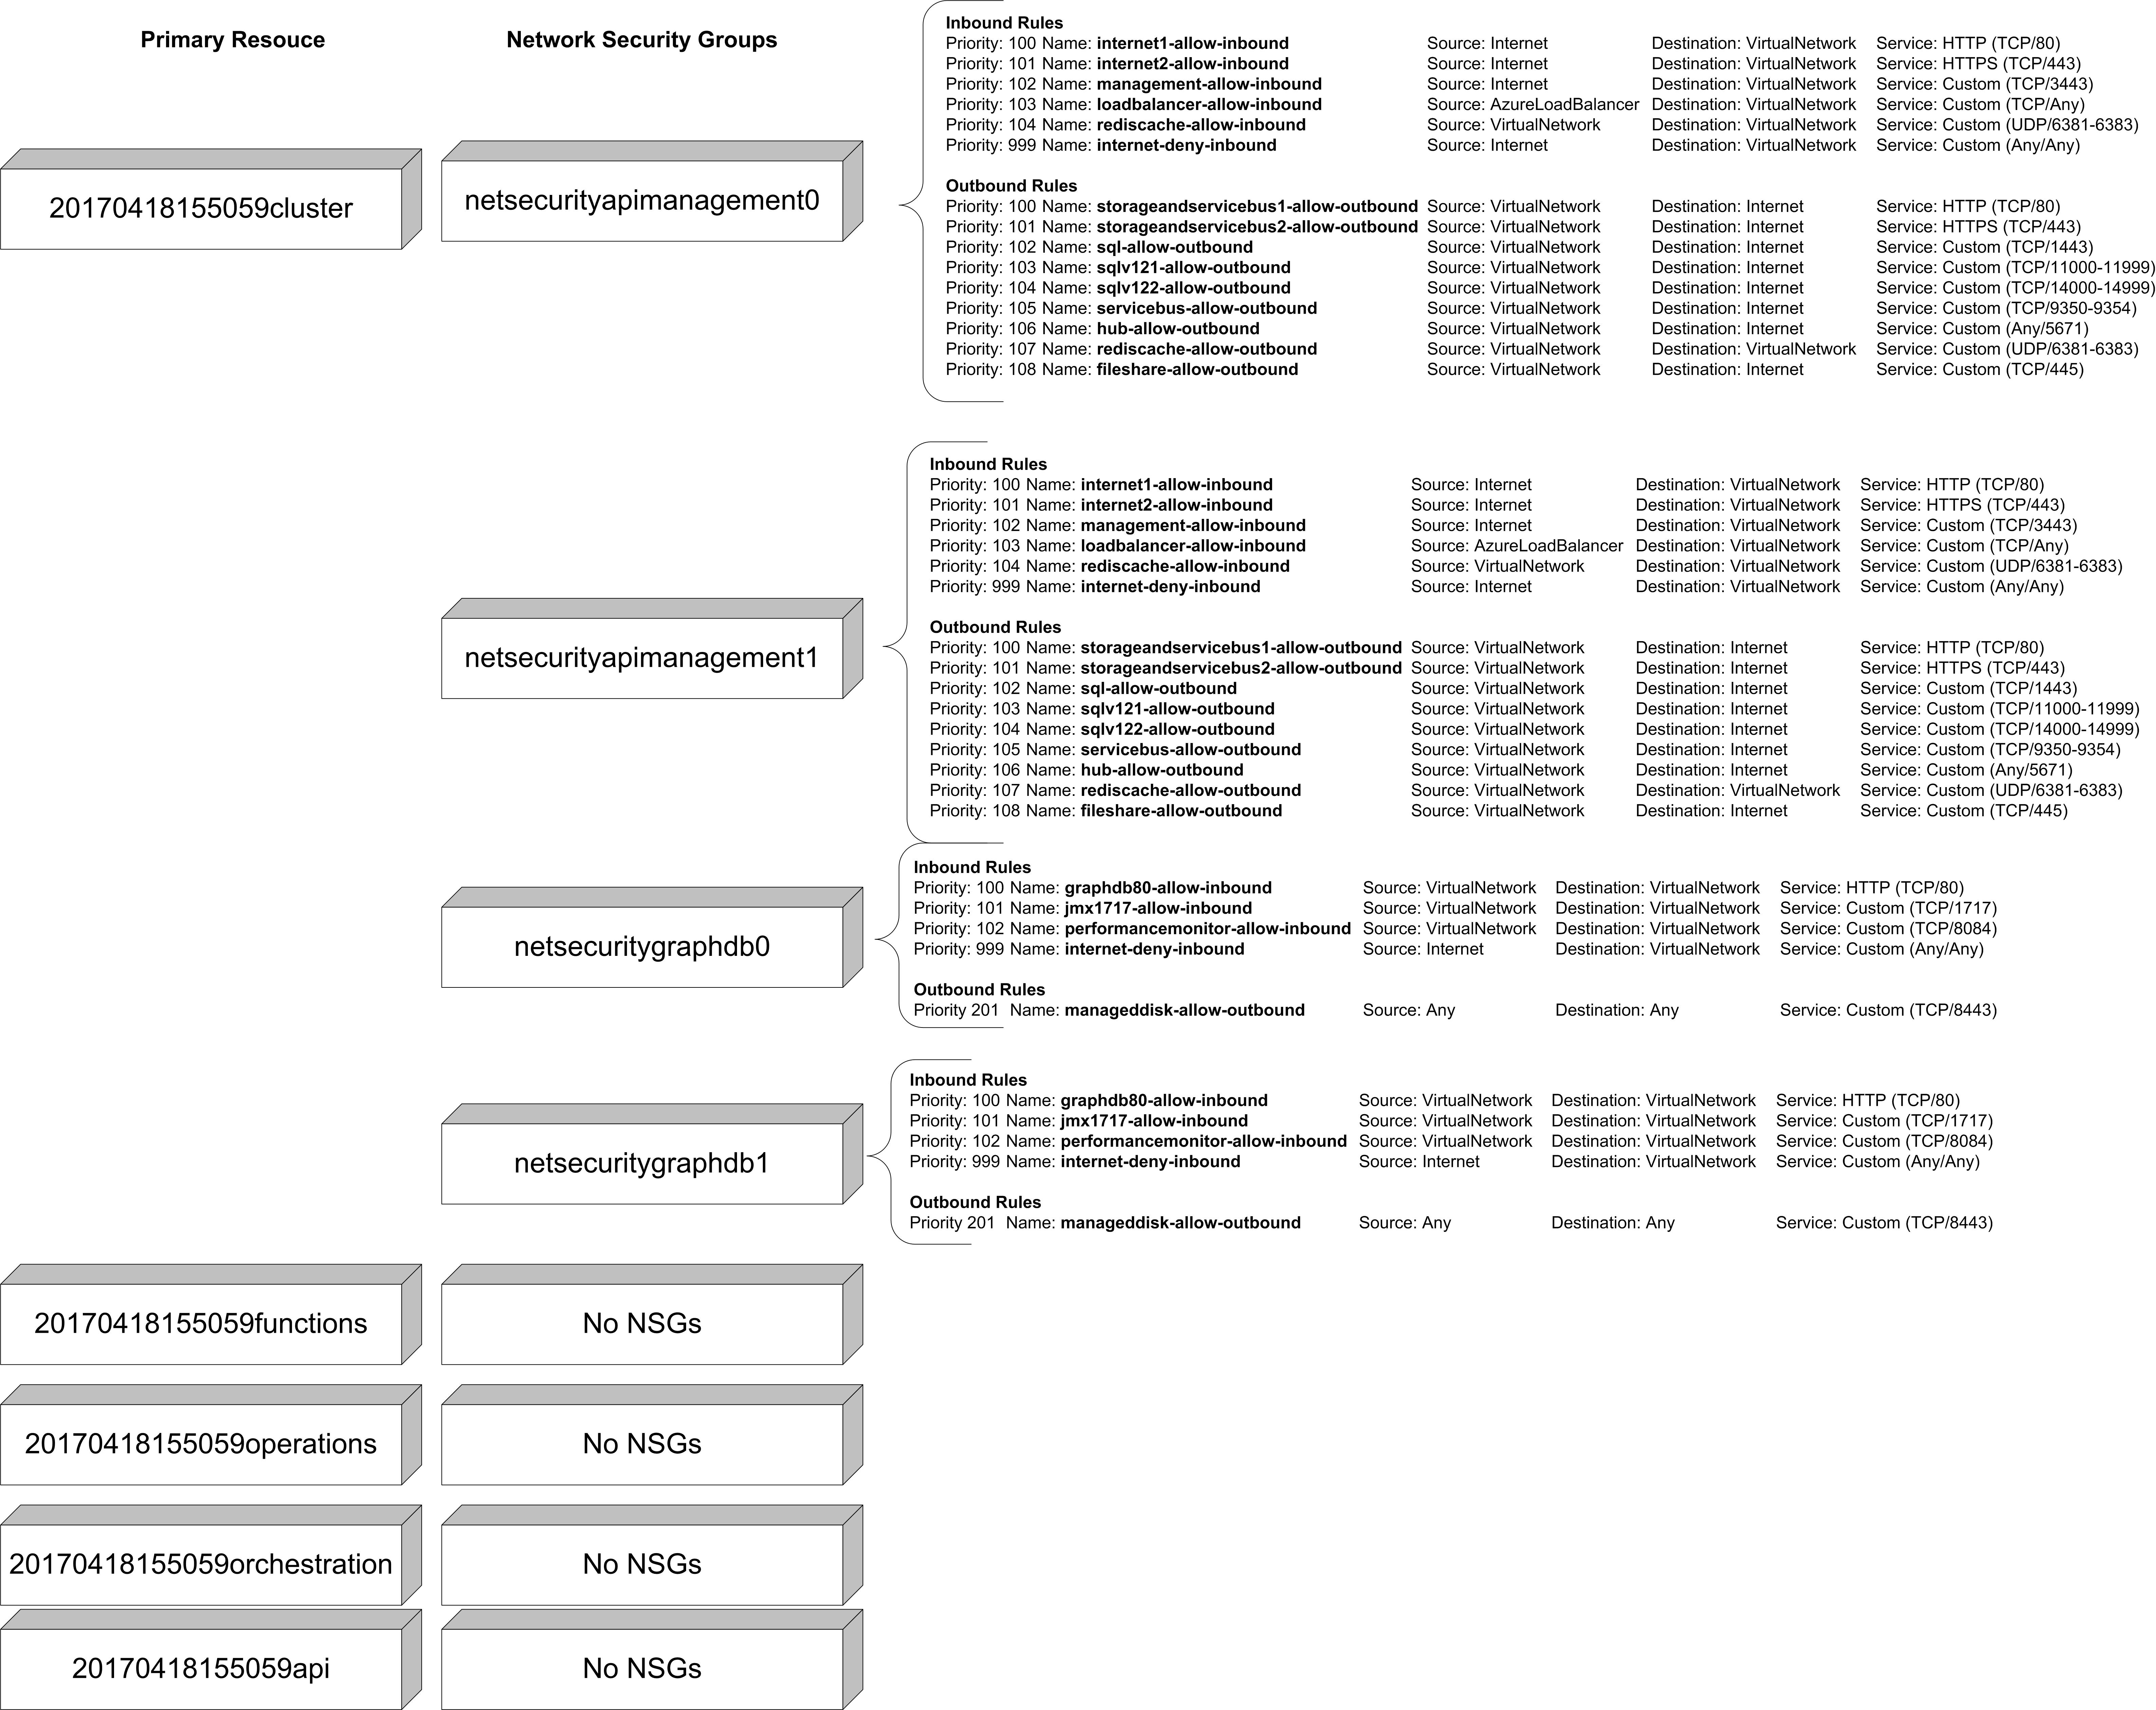 Primary Resouce
Network Security Groups
20170418155059cluster
netsecurityapimanagement0
Inbound Rules
Priority: 100 Name: internet1-allow-inbound Source: Internet Destination: VirtualNetwork Service: HTTP (TCP/80)
Priority: 101 Name: internet2-allow-inbound Source: Internet Destination: VirtualNetwork Service: HTTPS (TCP/443)
Priority: 102 Name: management-allow-inbound Source: Internet Destination: VirtualNetwork Service: Custom (TCP/3443)
Priority: 103 Name: loadbalancer-allow-inbound Source: AzureLoadBalancer Destination: VirtualNetwork Service: Custom (TCP/Any)
Priority: 104 Name: rediscache-allow-inbound Source: VirtualNetwork Destination: VirtualNetwork Service: Custom (UDP/6381-6383)
Priority: 999 Name: internet-deny-inbound Source: Internet Destination: VirtualNetwork Service: Custom (Any/Any)
Outbound Rules
Priority: 100 Name: storageandservicebus1-allow-outbound Source: VirtualNetwork Destination: Internet Service: HTTP (TCP/80)
Priority: 101 Name: storageandservicebus2-allow-outbound Source: VirtualNetwork Destination: Internet Service: HTTPS (TCP/443)
Priority: 102 Name: sql-allow-outbound Source: VirtualNetwork Destination: Internet Service: Custom (TCP/1443)
Priority: 103 Name: sqlv121-allow-outbound Source: VirtualNetwork Destination: Internet Service: Custom (TCP/11000-11999)
Priority: 104 Name: sqlv122-allow-outbound Source: VirtualNetwork Destination: Internet Service: Custom (TCP/14000-14999)
Priority: 105 Name: servicebus-allow-outbound Source: VirtualNetwork Destination: Internet Service: Custom (TCP/9350-9354)
Priority: 106 Name: hub-allow-outbound Source: VirtualNetwork Destination: Internet Service: Custom (Any/5671)
Priority: 107 Name: rediscache-allow-outbound Source: VirtualNetwork Destination: VirtualNetwork Service: Custom (UDP/6381-6383)
Priority: 108 Name: fileshare-allow-outbound Source: VirtualNetwork Destination: Internet Service: Custom (TCP/445)
netsecurityapimanagement1
Inbound Rules
Priority: 100 Name: internet1-allow-inbound Source: Internet Destination: VirtualNetwork Service: HTTP (TCP/80)
Priority: 101 Name: internet2-allow-inbound Source: Internet Destination: VirtualNetwork Service: HTTPS (TCP/443)
Priority: 102 Name: management-allow-inbound Source: Internet Destination: VirtualNetwork Service: Custom (TCP/3443)
Priority: 103 Name: loadbalancer-allow-inbound Source: AzureLoadBalancer Destination: VirtualNetwork Service: Custom (TCP/Any)
Priority: 104 Name: rediscache-allow-inbound Source: VirtualNetwork Destination: VirtualNetwork Service: Custom (UDP/6381-6383)
Priority: 999 Name: internet-deny-inbound Source: Internet Destination: VirtualNetwork Service: Custom (Any/Any)
Outbound Rules
Priority: 100 Name: storageandservicebus1-allow-outbound Source: VirtualNetwork Destination: Internet Service: HTTP (TCP/80)
Priority: 101 Name: storageandservicebus2-allow-outbound Source: VirtualNetwork Destination: Internet Service: HTTPS (TCP/443)
Priority: 102 Name: sql-allow-outbound Source: VirtualNetwork Destination: Internet Service: Custom (TCP/1443)
Priority: 103 Name: sqlv121-allow-outbound Source: VirtualNetwork Destination: Internet Service: Custom (TCP/11000-11999)
Priority: 104 Name: sqlv122-allow-outbound Source: VirtualNetwork Destination: Internet Service: Custom (TCP/14000-14999)
Priority: 105 Name: servicebus-allow-outbound Source: VirtualNetwork Destination: Internet Service: Custom (TCP/9350-9354)
Priority: 106 Name: hub-allow-outbound Source: VirtualNetwork Destination: Internet Service: Custom (Any/5671)
Priority: 107 Name: rediscache-allow-outbound Source: VirtualNetwork Destination: VirtualNetwork Service: Custom (UDP/6381-6383)
Priority: 108 Name: fileshare-allow-outbound Source: VirtualNetwork Destination: Internet Service: Custom (TCP/445)
netsecuritygraphdb0
Inbound Rules
Priority: 100 Name: graphdb80-allow-inbound Source: VirtualNetwork Destination: VirtualNetwork Service: HTTP (TCP/80)
Priority: 101 Name: jmx1717-allow-inbound Source: VirtualNetwork Destination: VirtualNetwork Service: Custom (TCP/1717)
Priority: 102 Name: performancemonitor-allow-inbound Source: VirtualNetwork Destination: VirtualNetwork Service: Custom (TCP/8084)
Priority: 999 Name: internet-deny-inbound Source: Internet Destination: VirtualNetwork Service: Custom (Any/Any)
Outbound Rules
Priority 201 Name: manageddisk-allow-outbound Source: Any Destination: Any Service: Custom (TCP/8443)
netsecuritygraphdb1
Inbound Rules
Priority: 100 Name: graphdb80-allow-inbound Source: VirtualNetwork Destination: VirtualNetwork Service: HTTP (TCP/80)
Priority: 101 Name: jmx1717-allow-inbound Source: VirtualNetwork Destination: VirtualNetwork Service: Custom (TCP/1717)
Priority: 102 Name: performancemonitor-allow-inbound Source: VirtualNetwork Destination: VirtualNetwork Service: Custom (TCP/8084)
Priority: 999 Name: internet-deny-inbound Source: Internet Destination: VirtualNetwork Service: Custom (Any/Any)
Outbound Rules
Priority 201 Name: manageddisk-allow-outbound Source: Any Destination: Any Service: Custom (TCP/8443)
20170418155059functions
No NSGs
20170418155059operations
No NSGs
20170418155059orchestration
No NSGs
20170418155059api
No NSGs